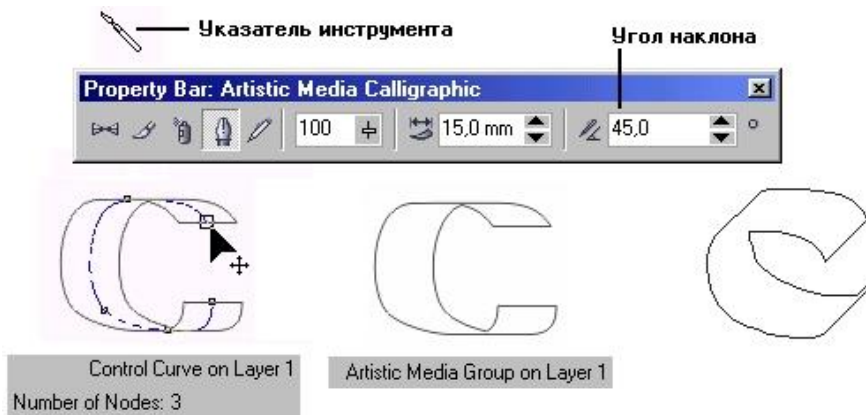 Указатель инструмента
Угол наклона
Property Bar: Artistic Media Calligraphic
100
15,0 mm
45,0
°
Control Curve on Layer 1
Number of Nodes: 3
Artistic Media Group on Layer 1